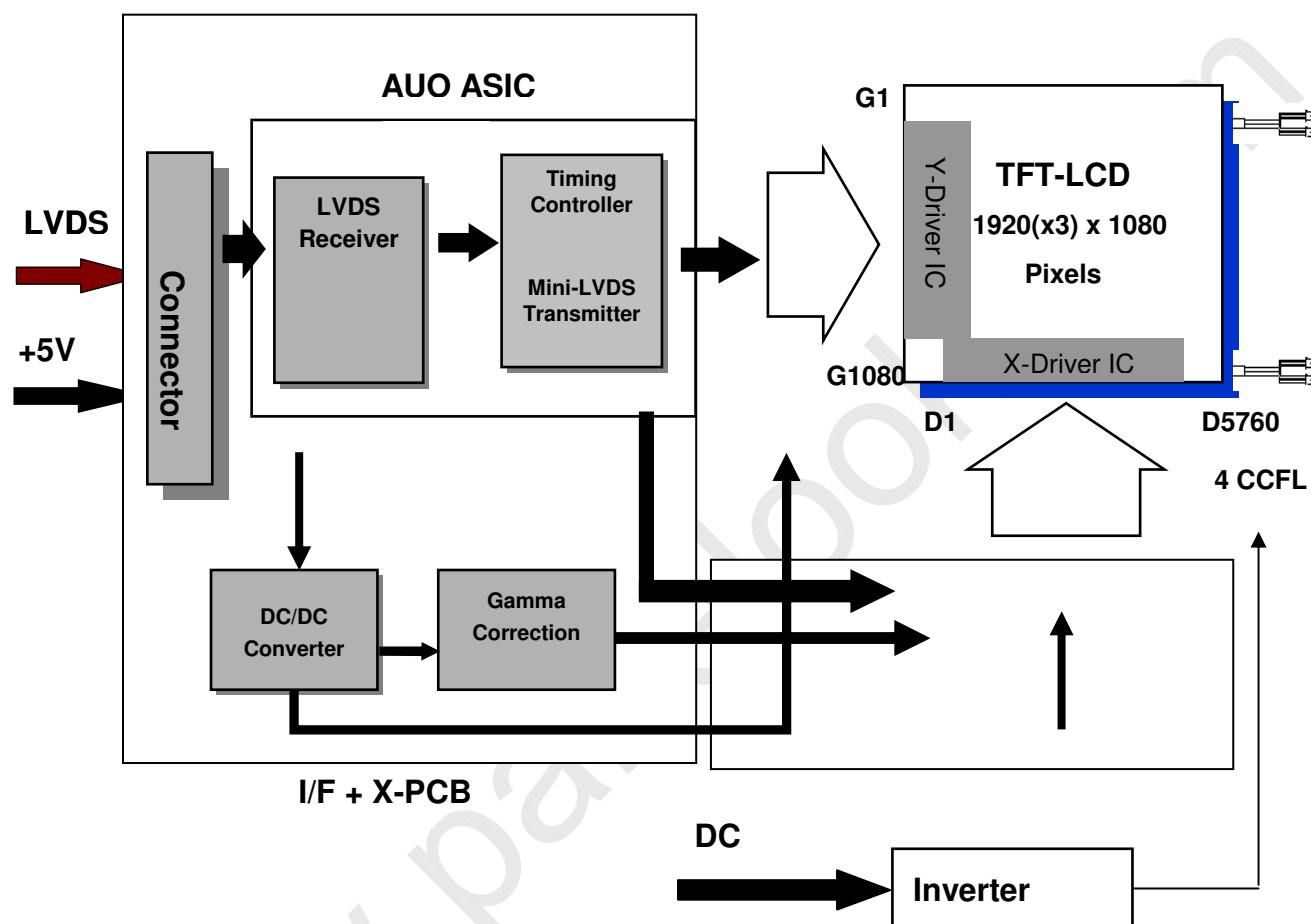 AUO ASIC
G1
LVDS
+5V
Connector
LVDS
Receiver
Timing
Controller
Mini-LVDS
Transmitter
Y-Driver IC
TFT-LCD
1920(x3) x 1080
Pixels
X-Driver IC
G1080
D1
D5760
4 CCFL
DC/DC
Converter
Gamma
Correction
I/F + X-PCB
DC
Inverter